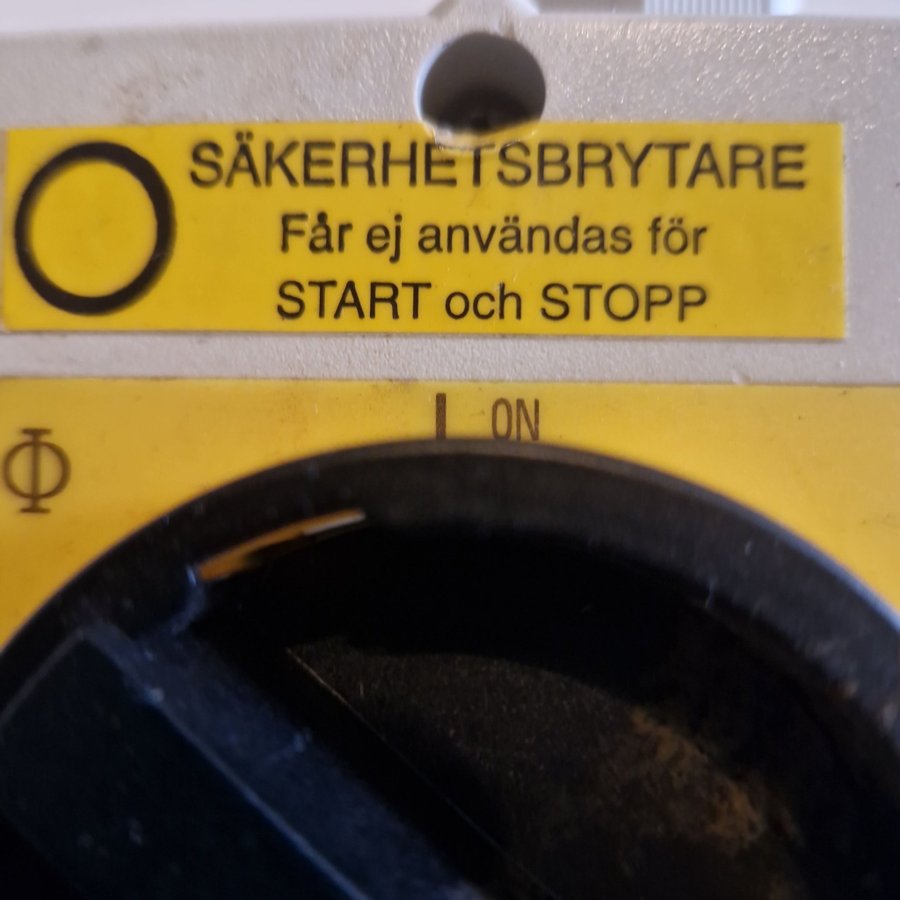 SÄKERHETSBRYTARE
Får ej användas för
START och STOPP
I ON
Φ